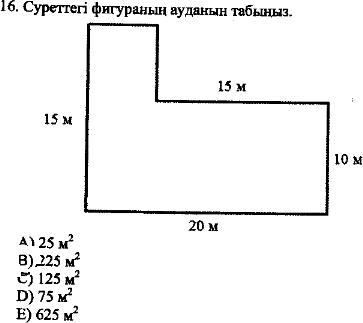 16. Суреттегі фигураның ауданын табыңыз.
15 м
15 м
10 м
20 м
A) 25 м²
B) 225 м²
C) 125 м²
D) 75 м²
E) 625 м²